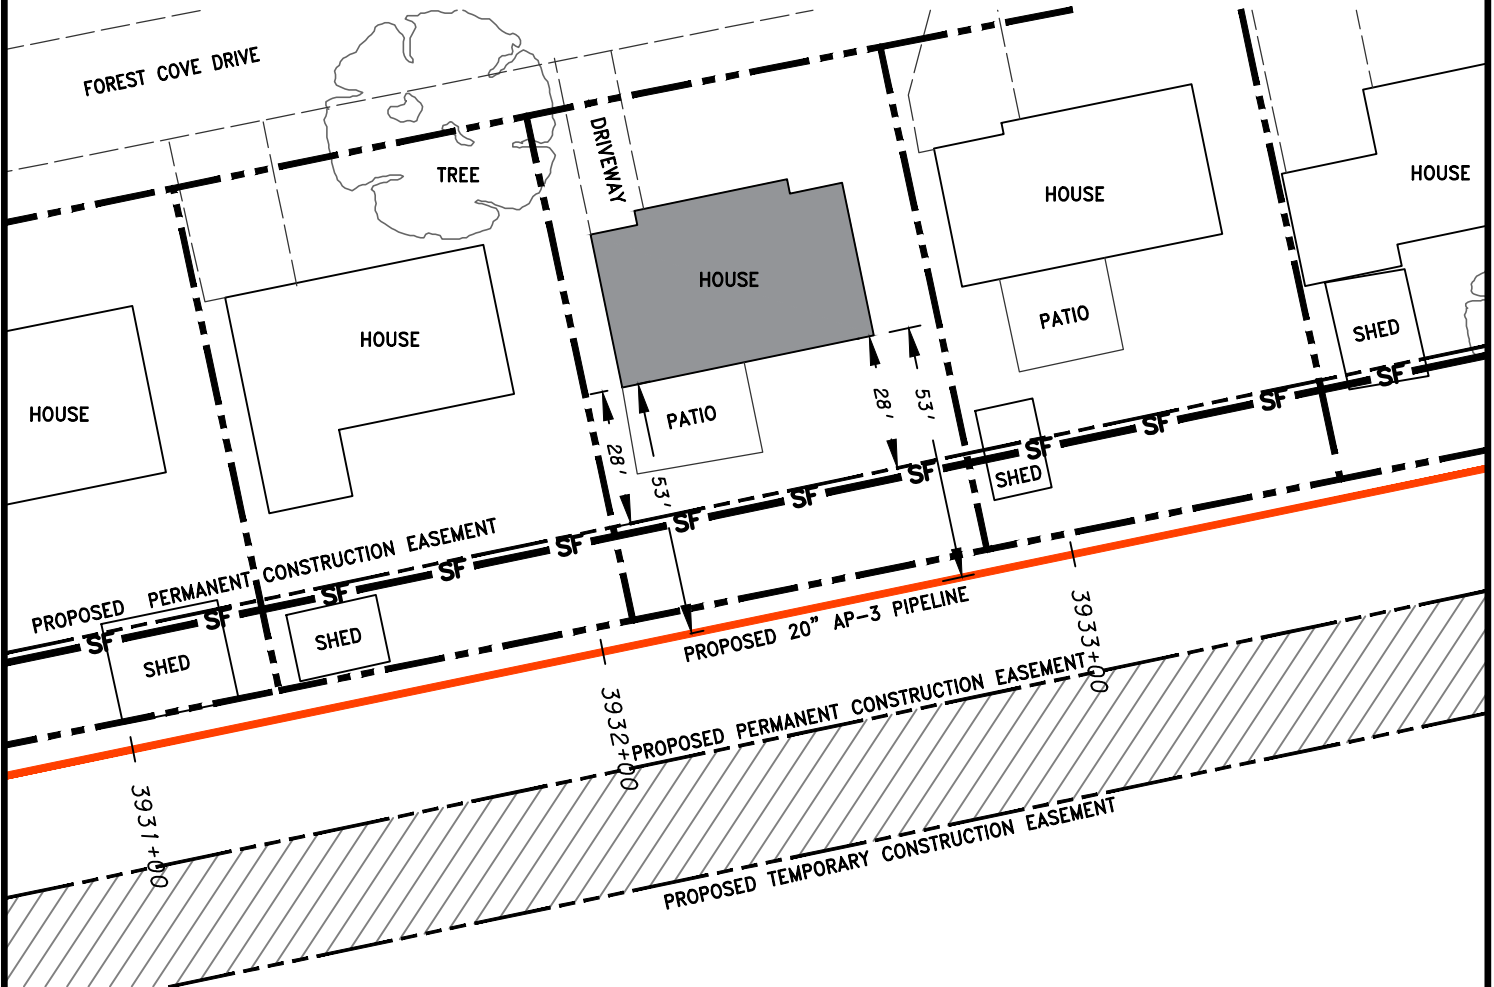 FOREST COVE DRIVE
DRIVEWAY
TREE
HOUSE
HOUSE
HOUSE
HOUSE
HOUSE
PATIO
SHED
PATIO
28'
53'
28'
53'
SF
SF
SF
SF
SF
SF
SF
SF
SF
SF
SF
SF
SHED
PROPOSED PERMANENT CONSTRUCTION EASEMENT
SHED
SHED
PROPOSED 20” AP-3 PIPELINE
3933+00
3932+00
3931+00
PROPOSED PERMANENT CONSTRUCTION EASEMENT
PROPOSED TEMPORARY CONSTRUCTION EASEMENT